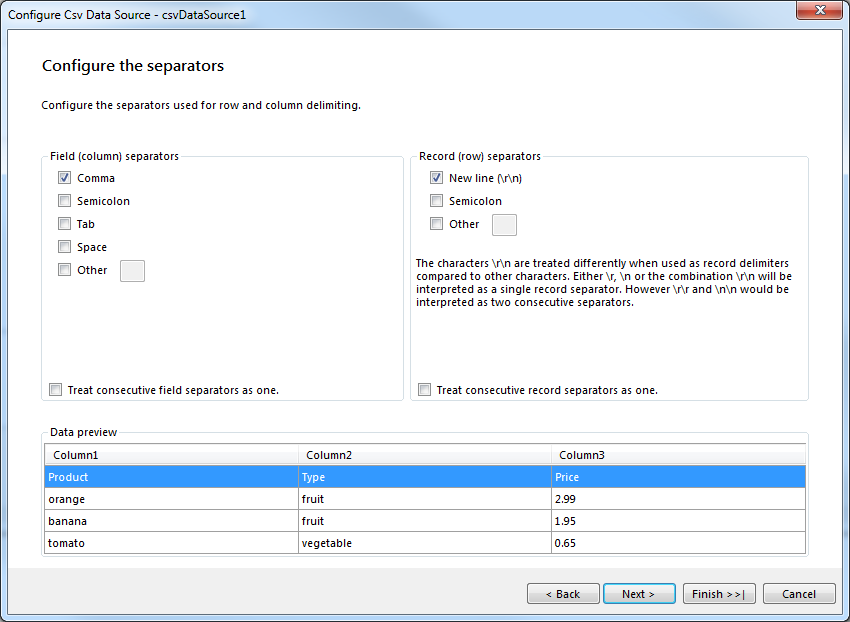 Configure Csv Data Source - csvDataSource1
Configure the separators
Configure the separators used for row and column delimiting.
Field (column) separators
Comma
Semicolon
Tab
Space
Other
Treat consecutive field separators as one.
Record (row) separators
New line (\r\n)
Semicolon
Other
The characters \r\n are treated differently when used as record delimiters
compared to other characters. Either \r, \n or the combination \r\n will be
interpreted as a single record separator. However \r\r and \n\n would be
interpreted as two consecutive separators.
Treat consecutive record separators as one.
Data preview
Column1 Column2 Column3
Product Type Price
orange fruit 2.99
banana fruit 1.95
tomato vegetable 0.65
< Back Next > Finish >>| Cancel